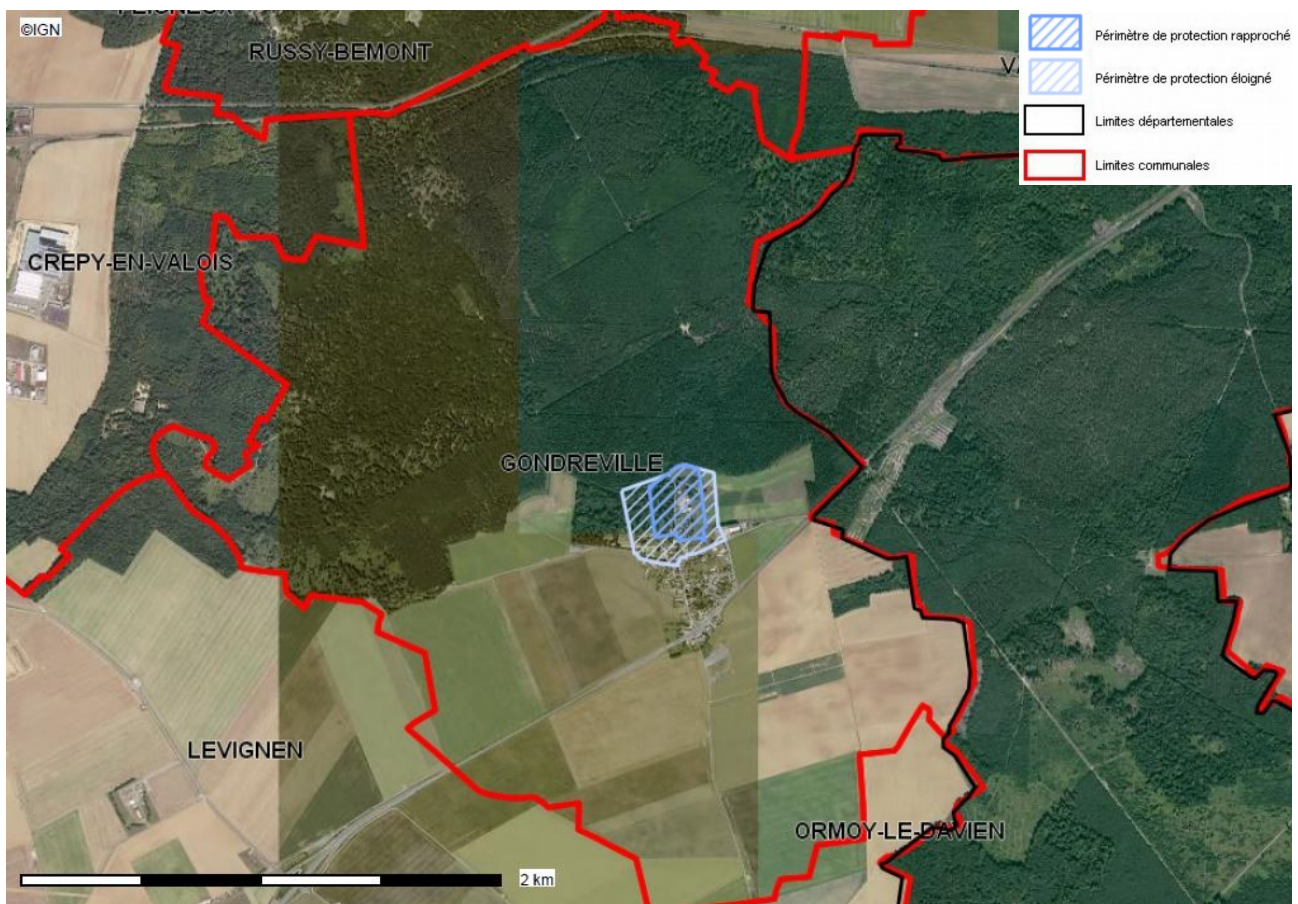 ©IGN
RUSSY-BEMONT
Périmètre de protection rapproché
Périmètre de protection éloigné
Limites départementales
Limites communales
CREPY-EN-VALOIS
GONDREVILLE
LEVIGNEN
ORMOY-LE-DAVIEN
2 km